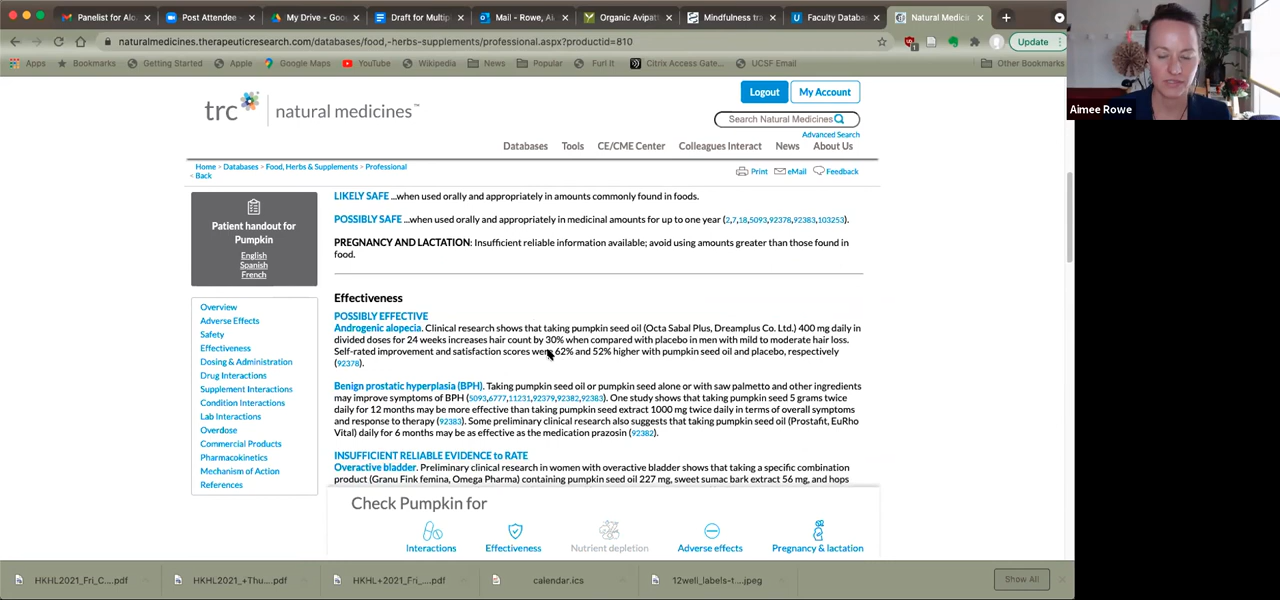 Panelist for Alo
Post Attendee -
My Drive - Goo
Draft for Multip
Mail - Rowe, Al
Organic Avipatt
Mindfulness tra
Faculty Databa
Natural Medicin
naturalmedicines.therapeuticresearch.com/databases/food,-herbs-supplements/professional.aspx?productid=810
1
Update
Apps
Bookmarks
Getting Started
Apple
Google Maps
YouTube
Wikipedia
News
Popular
Furl It
Citrix Access Gate...
UCSF Email
Other Bookmarks
Aimee Rowe
trc natural medicines™
Logout
My Account
Search Natural Medicines
Advanced Search
Databases Tools CE/CME Center Colleagues Interact News About Us
Home > Databases > Food, Herbs & Supplements > Professional
< Back
Print eMail Feedback
Patient handout for
Pumpkin
English
Spanish
French
Overview
Adverse Effects
Safety
Effectiveness
Dosing & Administration
Drug Interactions
Supplement Interactions
Condition Interactions
Lab Interactions
Overdose
Commercial Products
Pharmacokinetics
Mechanism of Action
References
LIKELY SAFE ...when used orally and appropriately in amounts commonly found in foods.
POSSIBLY SAFE ...when used orally and appropriately in medicinal amounts for up to one year (2,7,18,5093,92378,92383,103253).
PREGNANCY AND LACTATION: Insufficient reliable information available; avoid using amounts greater than those found in
food.
Effectiveness
POSSIBLY EFFECTIVE
Androgenic alopecia. Clinical research shows that taking pumpkin seed oil (Octa Sabal Plus, Dreamplus Co. Ltd.) 400 mg daily in
divided doses for 24 weeks increases hair count by 30% when compared with placebo in men with mild to moderate hair loss.
Self-rated improvement and satisfaction scores were 62% and 52% higher with pumpkin seed oil and placebo, respectively
(92378).
Benign prostatic hyperplasia (BPH). Taking pumpkin seed oil or pumpkin seed alone or with saw palmetto and other ingredients
may improve symptoms of BPH (5093,6777,11231,92379,92382,92383). One study shows that taking pumpkin seed 5 grams twice
daily for 12 months may be more effective than taking pumpkin seed extract 1000 mg twice daily in terms of overall symptoms
and response to therapy (92383). Some preliminary clinical research also suggests that taking pumpkin seed oil (Prostafit, EuRho
Vital) daily for 6 months may be as effective as the medication prazosin (92382).
INSUFFICIENT RELIABLE EVIDENCE to RATE
Overactive bladder. Preliminary clinical research in women with overactive bladder shows that taking a specific combination
product (Granu Fink femina, Omega Pharma) containing pumpkin seed oil 227 mg, sweet sumac bark extract 56 mg, and hops
Check Pumpkin for
Interactions
Effectiveness
Nutrient depletion
Adverse effects
Pregnancy & lactation
HKHL2021_Fri_C....pdf
HKHL2021_+Thu....pdf
HKHL+2021_Fri_....pdf
calendar.ics
12well_labels-1....jpeg
Show All